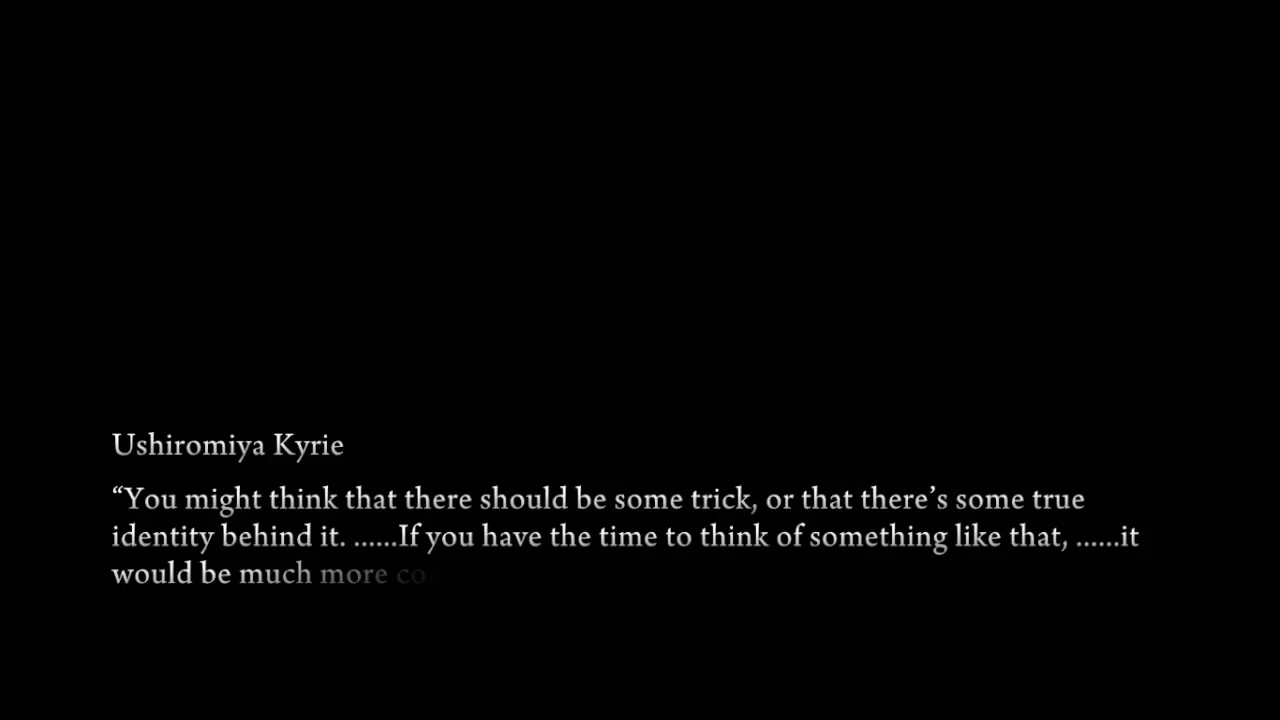 Ushiromiya Kyrie
“You might think that there should be some trick, or that there’s some true
identity behind it. ......If you have the time to think of something like that, ......it
would be much more